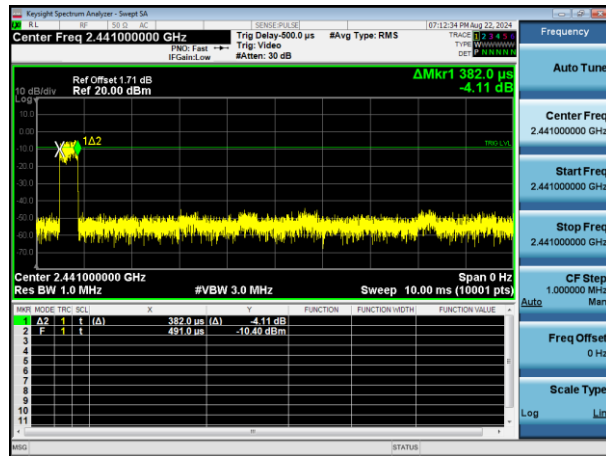 Keysight Spectrum Analyzer - Swept SA
RL RF 50 Ω AC SENSE:PULSE 07:12:34 PM Aug 22, 2024
Center Freq 2.441000000 GHz Trig Delay-500.0 µs #Avg Type: RMS TRACE 1 2 3 4 5 6
PNO: Fast Trig: Video TYPE WWWWWW
IFGain:Low #Atten: 30 dB DET P N N N N N
Ref Offset 1.71 dB ΔMkr1 382.0 µs
10 dB/div Ref 20.00 dBm -4.11 dB
Log
10.0
0.00
-10.0
-20.0
-30.0
-40.0
-50.0
-60.0
-70.0
1Δ2
TRIG LVL
Center 2.441000000 GHz Span 0 Hz
Res BW 1.0 MHz #VBW 3.0 MHz Sweep 10.00 ms (10001 pts)
MKR MODE TRC SCL X Y FUNCTION FUNCTION WIDTH FUNCTION VALUE
1 Δ2 1 t (Δ) 382.0 µs (Δ) -4.11 dB
2 F 1 t 491.0 µs -10.40 dBm
3
4
5
6
7
8
9
10
11
MSG STATUS
Frequency
Auto Tune
Center Freq
2.441000000 GHz
Start Freq
2.441000000 GHz
Stop Freq
2.441000000 GHz
CF Step
1.000000 MHz
Auto Man
Freq Offset
0 Hz
Scale Type
Log Lin